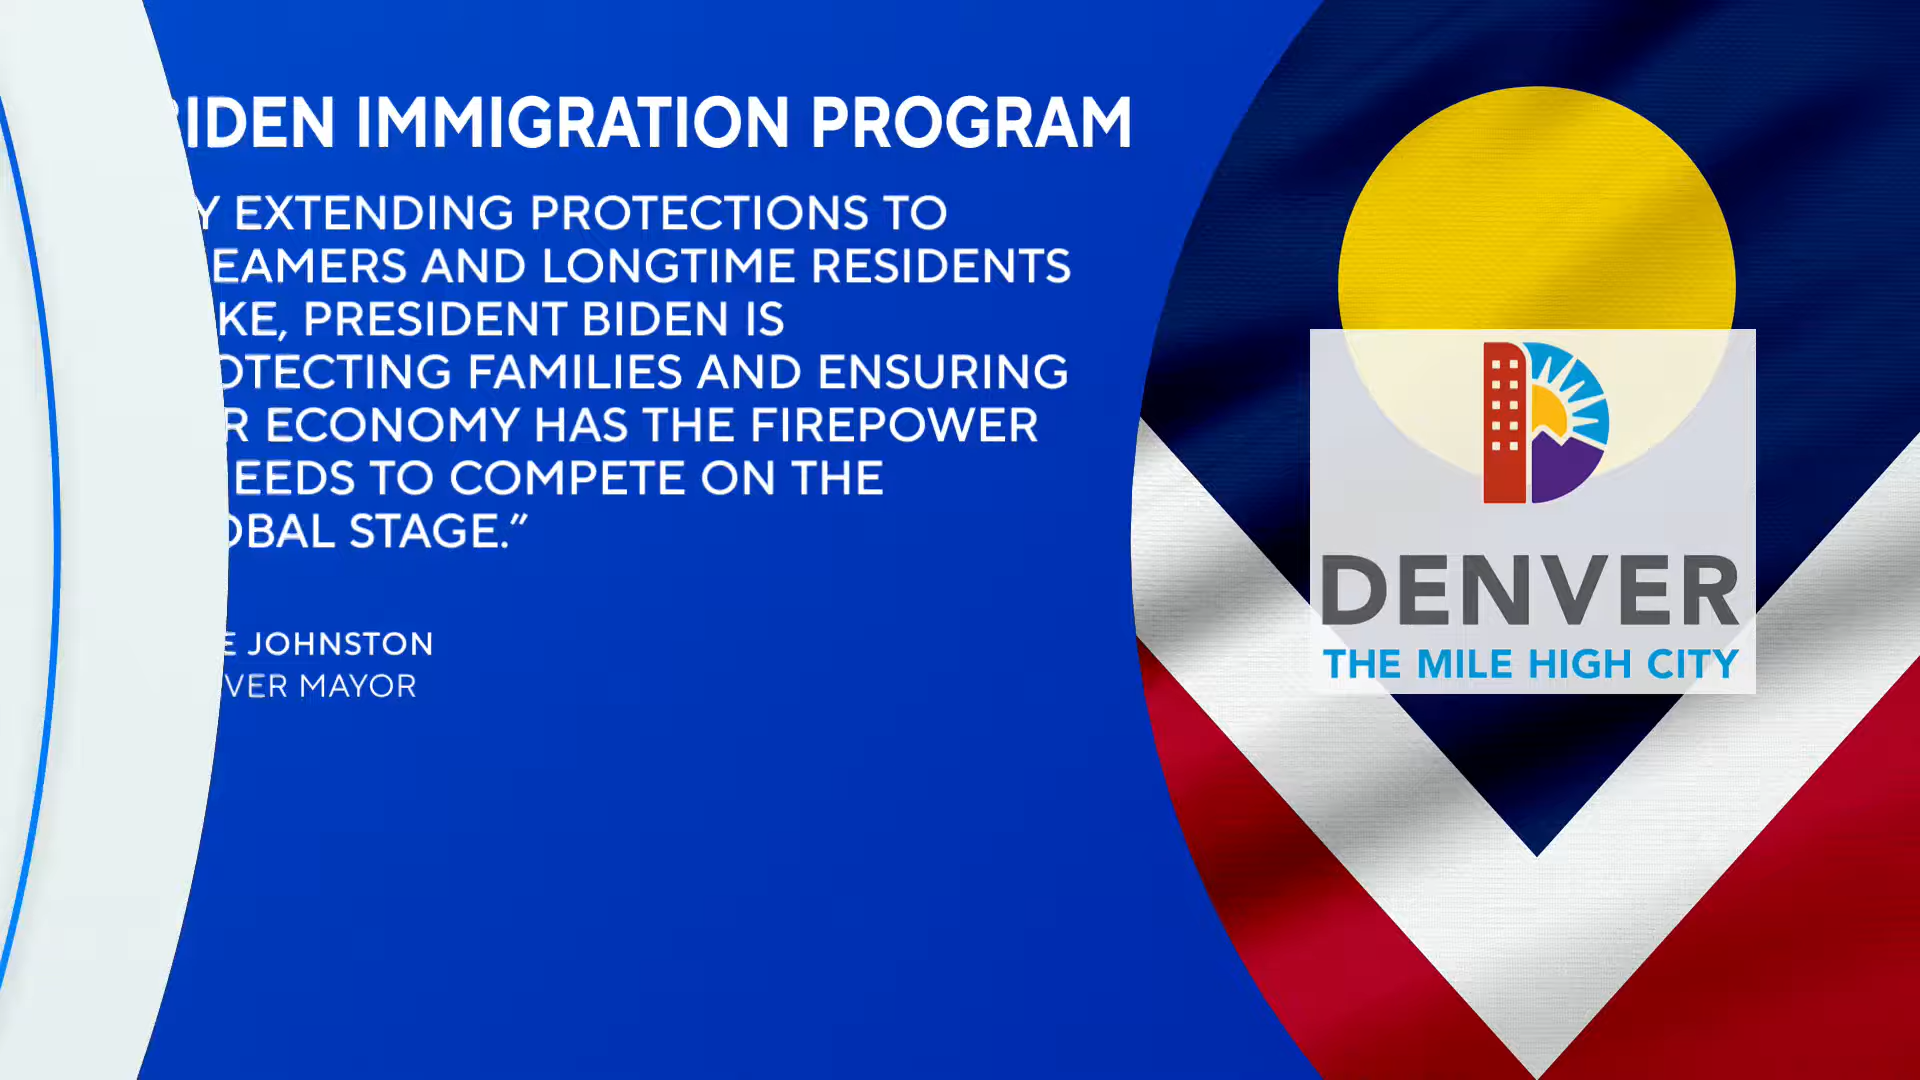 BIDEN IMMIGRATION PROGRAM
Y EXTENDING PROTECTIONS TO
EAMERS AND LONGTIME RESIDENTS
KE, PRESIDENT BIDEN IS
OTECTING FAMILIES AND ENSURING
R ECONOMY HAS THE FIREPOWER
EEDS TO COMPETE ON THE
OBAL STAGE.”
E JOHNSTON
VER MAYOR
DENVER
THE MILE HIGH CITY